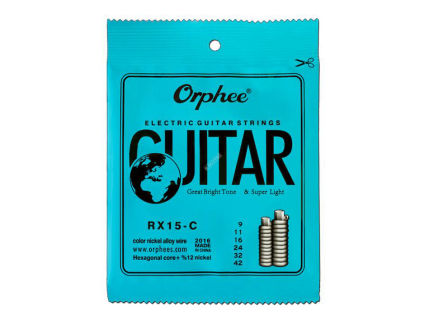 Orphee®
ELECTRIC GUITAR STRINGS
GUITAR
Great Bright Tone & Super Light
RX15-C
9
11
16
24
32
42
color nickel alloy wire
www.orphees.com
Hexagonal core+ %12 nickel
2016
MADE
IN CHINA